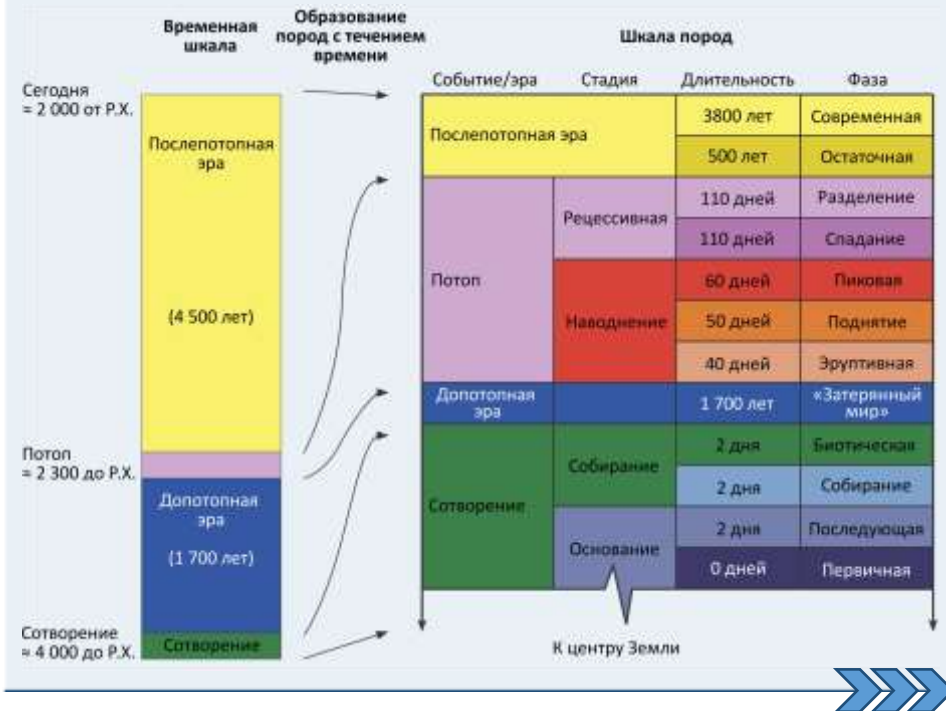 Временная
шкала
Образование
пород с течением
времени
Шкала пород
Событие/эра Стадия Длительность Фаза
Сегодня
≈ 2 000 от Р.Х.
Послепотопная
эра
(4 500 лет)
Потоп
≈ 2 300 до Р.Х.
Допотопная
эра
(1 700 лет)
Сотворение
≈ 4 000 до Р.Х.
Сотворение
Послепотопная эра
3800 лет Современная
500 лет Остаточная
Потоп
Рецессивная
110 дней Разделение
110 дней Спадание
Наводнение
60 дней Пиковая
50 дней Поднятие
40 дней Эруптивная
Допотопная
эра
1 700 лет
«Затерянный
мир»
Сотворение
Собирание
2 дня Биотическая
2 дня Собирание
Основание
2 дня Последующая
0 дней Первичная
К центру Земли